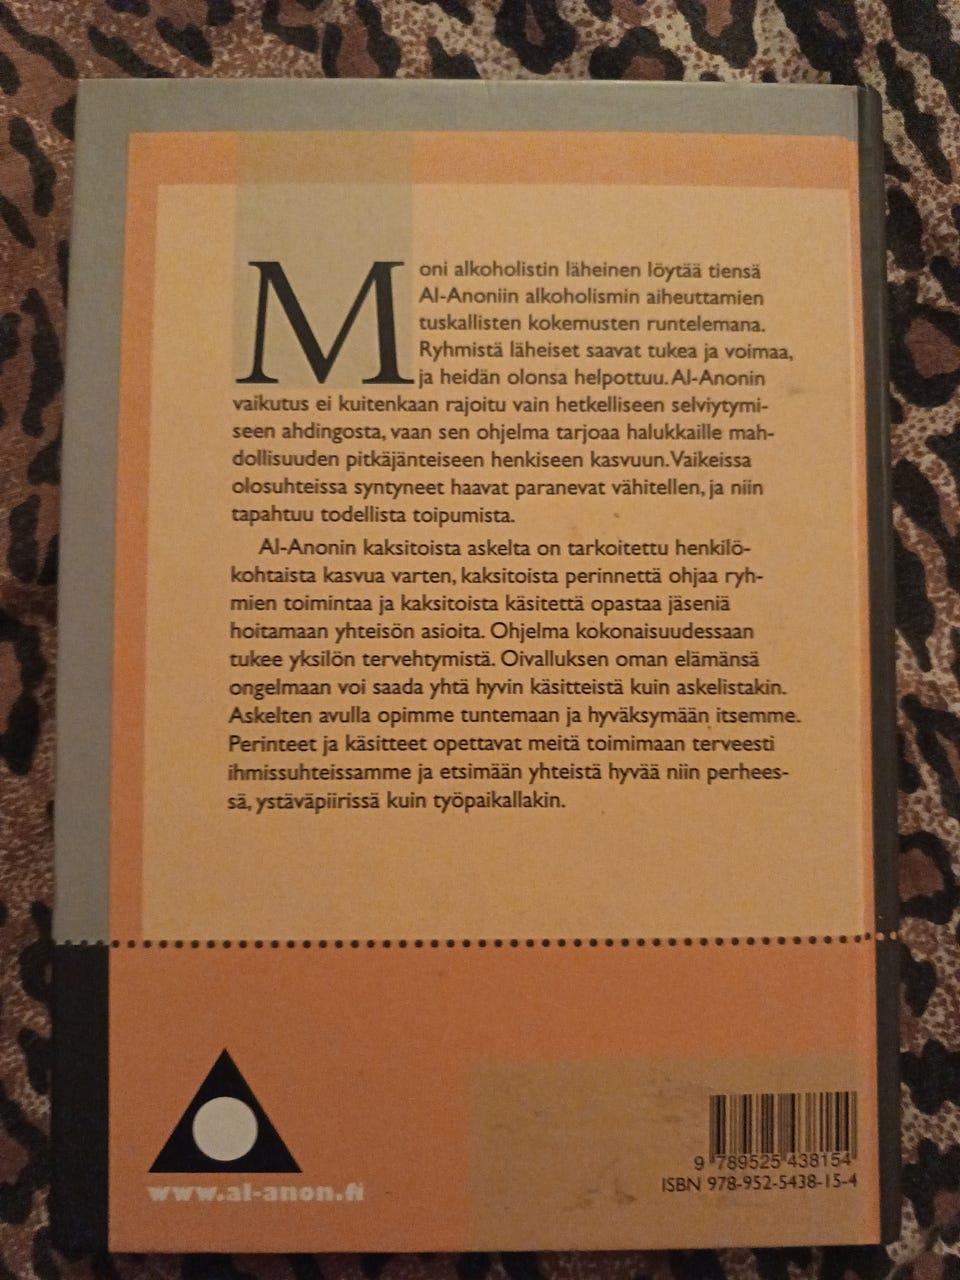 Moni alkoholistin läheinen löytää tiensä
Al-Anoniin alkoholismin aiheuttamien
tuskallisten kokemusten runtelemana.
Ryhmistä läheiset saavat tukea ja voimaa,
ja heidän olonsa helpottuu. Al-Anonin
vaikutus ei kuitenkaan rajoitu vain hetkelliseen selviytymi-
seen ahdingosta, vaan sen ohjelma tarjoaa halukkaille mah-
dollisuuden pitkäjänteiseen henkiseen kasvuun. Vaikeissa
olosuhteissa syntyneet haavat paranevat vähitellen, ja niin
tapahtuu todellista toipumista.
Al-Anonin kaksitoista askelta on tarkoitettu henkilö-
kohtaista kasvua varten, kaksitoista perinnettä ohjaa ryh-
mien toimintaa ja kaksitoista käsitettä opastaa jäseniä
hoitamaan yhteisön asioita. Ohjelma kokonaisuudessaan
tukee yksilön tervehtymistä. Oivalluksen oman elämänsä
ongelmaan voi saada yhtä hyvin käsitteistä kuin askelistakin.
Askelten avulla opimme tuntemaan ja hyväksymään itsemme.
Perinteet ja käsitteet opettavat meitä toimimaan terveesti
ihmissuhteissamme ja etsimään yhteistä hyvää niin perhees-
sä, ystäväpiirissä kuin työpaikallakin.
www.al-anon.fi
9 789525 438154
ISBN 978-952-5438-15-4